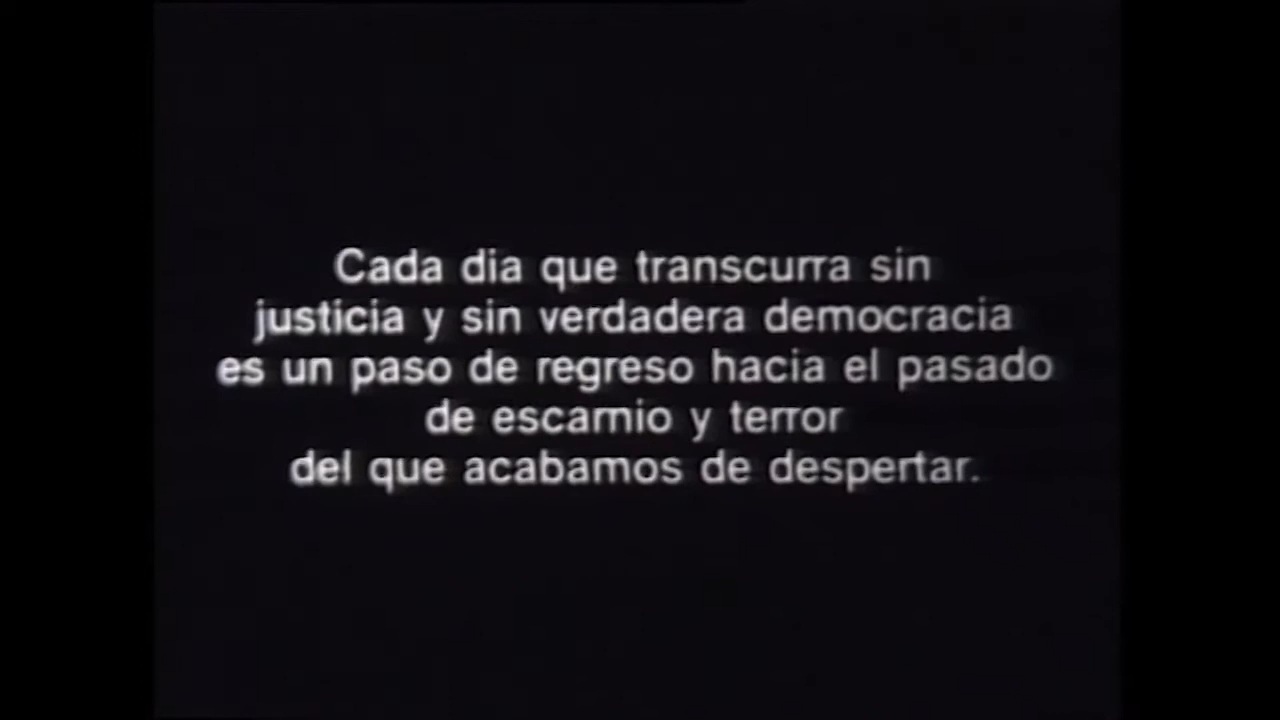 Cada dia que transcurra sin
justicia y sin verdadera democracia
es un paso de regreso hacia el pasado
de escarnio y terror
del que acabamos de despertar.